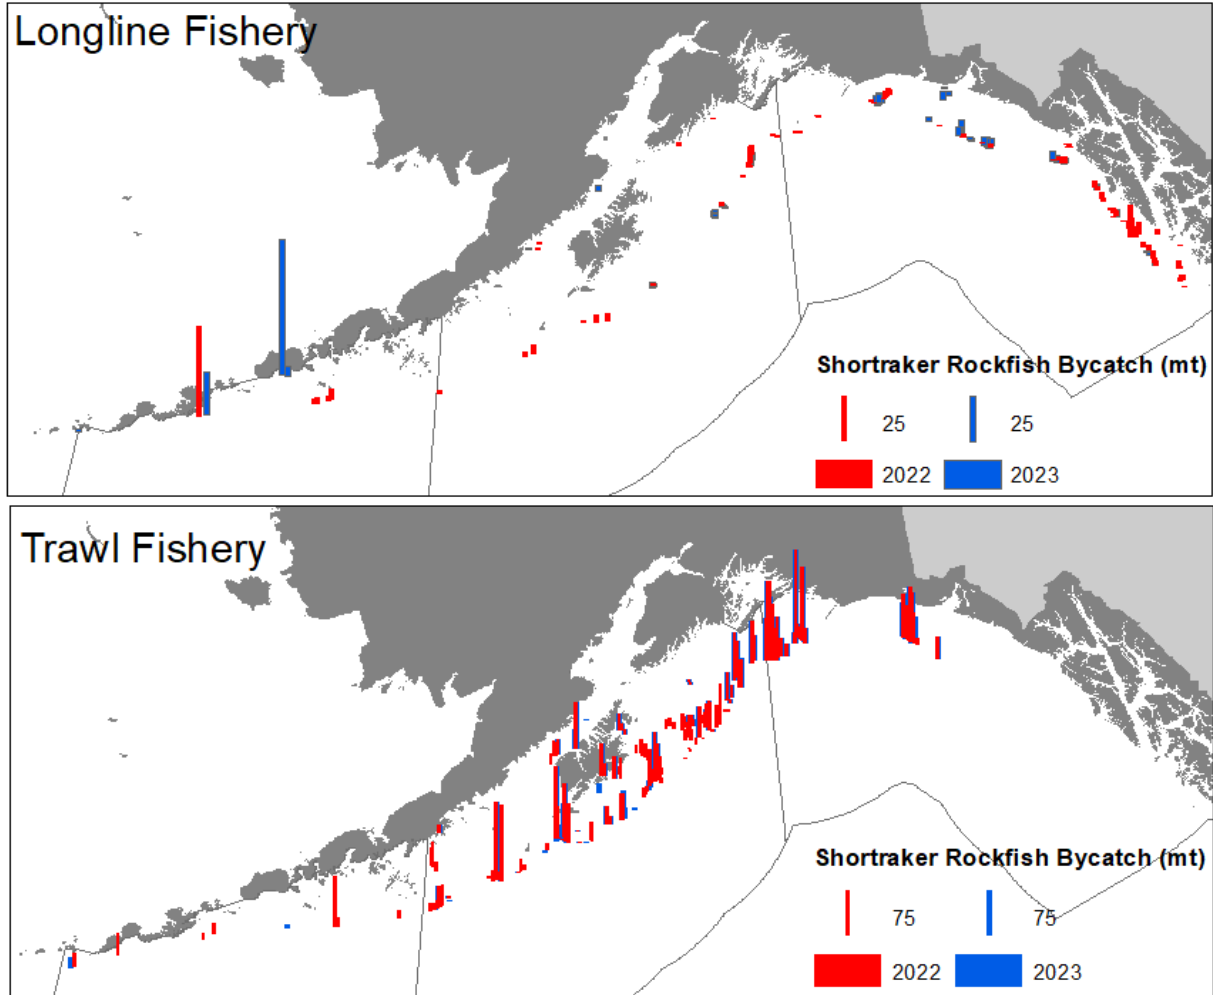 Longline Fishery
Shortraker Rockfish Bycatch (mt)
25 25
2022 2023
Trawl Fishery
Shortraker Rockfish Bycatch (mt)
75 75
2022 2023